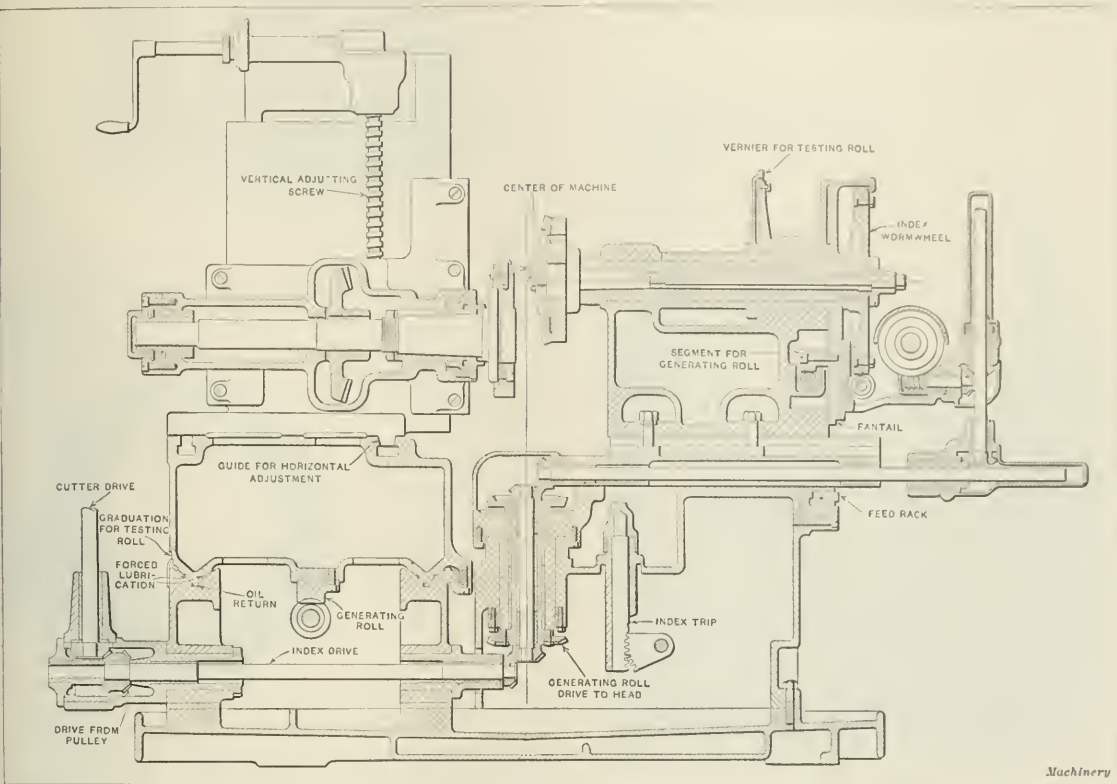 VERNIER FOR TESTING ROLL
VERTICAL ADJUSTING
SCREW
CENTER OF MACHINE
INDEX
WORMWHEEL
SEGMENT FOR
GENERATING ROLL
FANTAIL
GUIDE FOR HORIZONTAL
ADJUSTMENT
CUTTER DRIVE
GRADUATION
FOR TESTING
ROLL
FEED RACK
FORCED
LUBRI-
CATION
OIL
RETURN
GENERATING
ROLL
INDEX TRIP
INDEX DRIVE
GENERATING ROLL
DRIVE TO HEAD
DRIVE FROM
PULLEY
Machinery